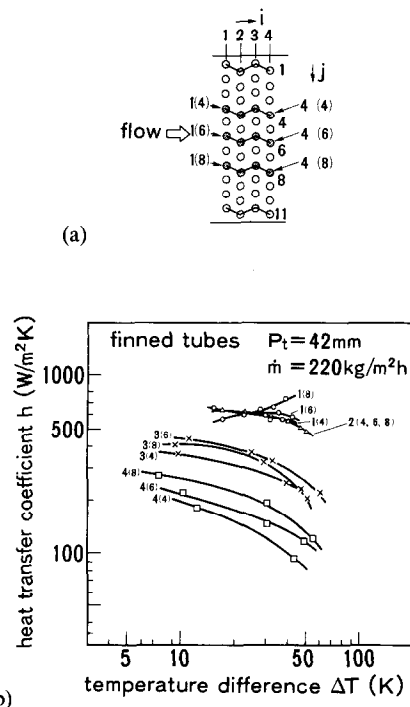 i
1 2 3 4
1
j
1(4)
4 (4)
4
flow
1(6)
4 (6)
6
1(8)
4 (8)
8
11
(a)
finned tubes
Pt = 42mm
ṁ = 220kg/m²h
heat transfer coefficient h (W/m²K)
1000
500
100
1(8)
1(6)
1(4)
2(4, 6, 8)
3(6)
3(8)
3(4)
4(8)
4(6)
4(4)
5 10 50 100
temperature difference ΔT (K)